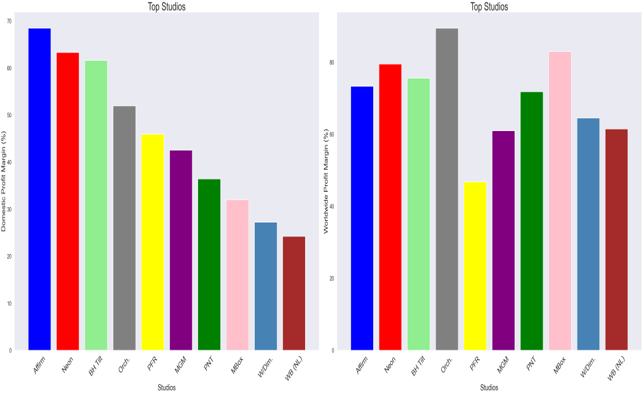 Top Studios
Domestic Profit Margin (%)
70
60
50
40
30
20
10
0
Affirm
Neon
BH Tilt
Orch.
PFR
MGM
PNT
MBox
W/Dim.
WB (NL)
Studios
Top Studios
Worldwide Profit Margin (%)
80
60
40
20
0
Affirm
Neon
BH Tilt
Orch.
PFR
MGM
PNT
MBox
W/Dim.
WB (NL)
Studios